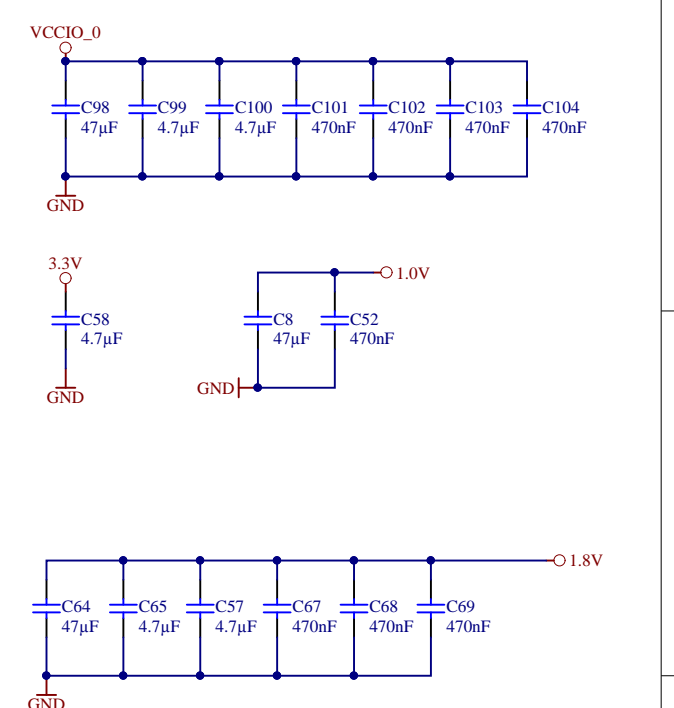 VCCIO_0
C98 C99 C100 C101 C102 C103 C104
47µF 4.7µF 4.7µF 470nF 470nF 470nF 470nF
GND
3.3V
1.0V
C58 C8 C52
4.7µF 47µF 470nF
GND GND
1.8V
C64 C65 C57 C67 C68 C69
47µF 4.7µF 4.7µF 470nF 470nF 470nF
GND